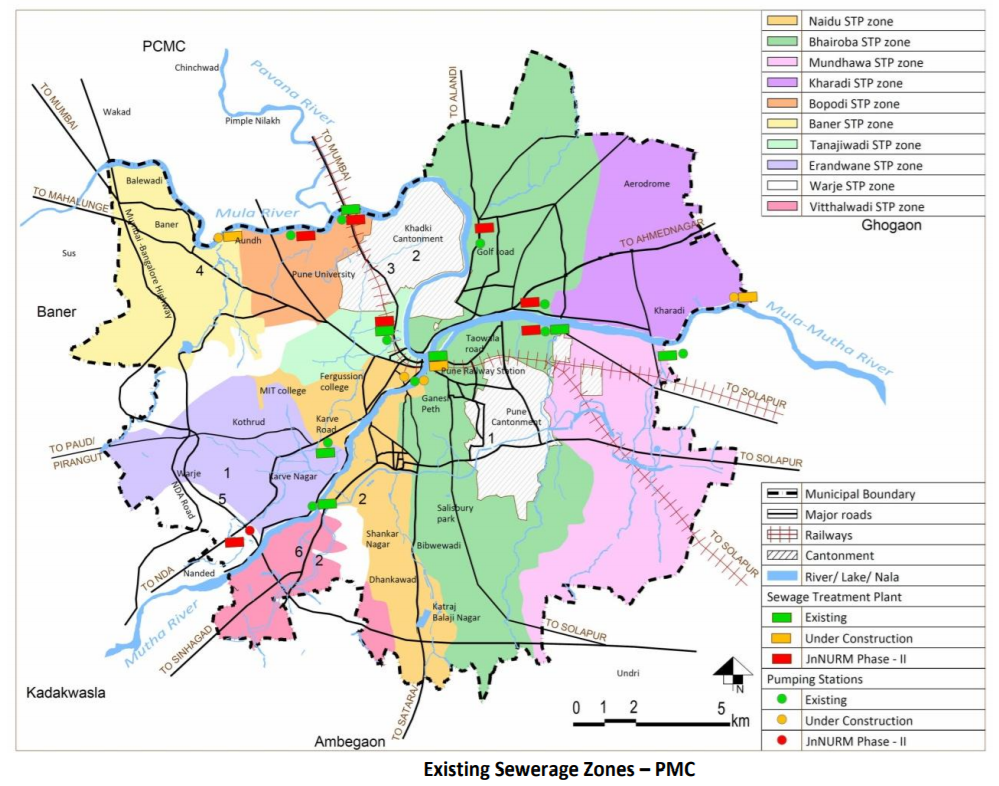 PCMC
Chinchwad
Pavana River
Pimple Nilakh
Wakad
TO MUMBAI
TO MUMBAI
TO ALANDI
TO MAHALUNGE
Balewadi
Baner
Mula River
Aundh
Sus
4
Mumbai-Bangalore Highway
Pune University
3
2
Khadki
Cantonment
Golf road
Aerodrome
TO AHMEDNAGAR
Kharadi
Mula-Mutha River
Baner
Taowala
road
Pune Railway Station
Fergussion
college
MIT college
Ganesh
Peth
Pune
Cantonment
1
TO SOLAPUR
Kothrud
Karve
Road
TO PAUD/
PIRANGUT
Warje
1
5
NDA Road
Karve Nagar
2
TO SOLAPUR
Salisbury
park
Shankar
Nagar
Bibwewadi
6
2
TO NDA
Nanded
Dhankawadi
Katraj
Balaji Nagar
TO SOLAPUR
TO SOLAPUR
Mutha River
TO SINHAGAD
Undri
Kadakwasla
TO SATARA/
Ambegaon
N
0 1 2 5
km
Naidu STP zone
Bhairoba STP zone
Mundhawa STP zone
Kharadi STP zone
Bopodi STP zone
Baner STP zone
Tanajiwadi STP zone
Erandwane STP zone
Warje STP zone
Vitthalwadi STP zone
Ghogaon
Municipal Boundary
Major roads
Railways
Cantonment
River/ Lake/ Nala
Sewage Treatment Plant
Existing
Under Construction
JnNURM Phase - II
Pumping Stations
Existing
Under Construction
JnNURM Phase - II
Existing Sewerage Zones – PMC